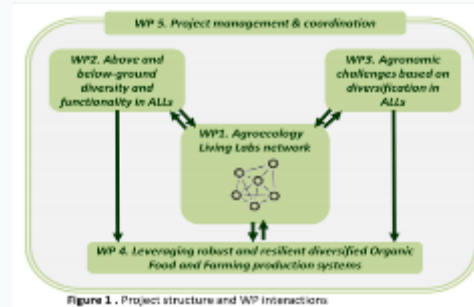 WP 5. Project management & coordination
WP2. Above and
below-ground
diversity and
functionality in ALLs
WP3. Agronomic
challenges based on
diversification in
ALLs
WP1. Agroecology
Living Labs network
WP 4. Leveraging robust and resilient diversified Organic
Food and Farming production systems
Figure 1 . Project structure and WP interactions